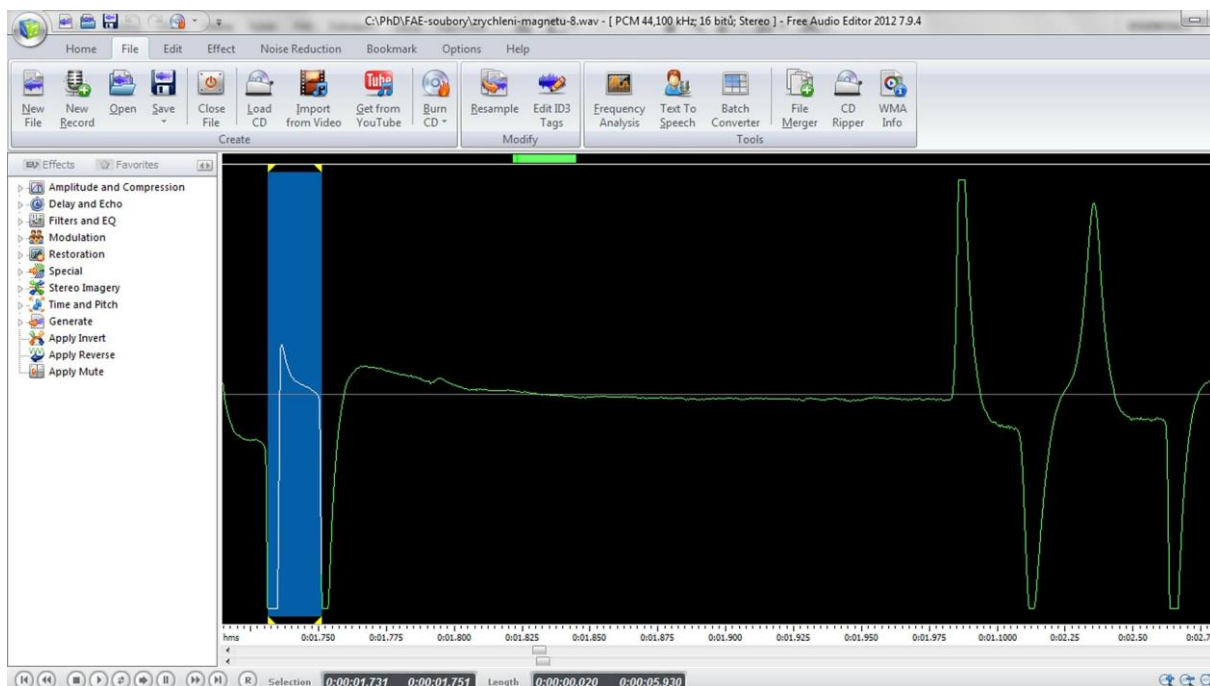 C:\PhD\FAE-soubory\zrychleni-magnetu-8.wav - [ PCM 44,100 kHz; 16 bitů; Stereo ] - Free Audio Editor 2012 7.9.4
Home File Edit Effect Noise Reduction Bookmark Options Help
New File New Record Open Save Close File Load CD Import from Video Get from YouTube Burn CD Resample Edit ID3 Tags Frequency Analysis Text To Speech Batch Converter File Merger CD Ripper WMA Info
Create Modify Tools
Effects Favorites
Amplitude and Compression
Delay and Echo
Filters and EQ
Modulation
Restoration
Special
Stereo Imagery
Time and Pitch
Generate
Apply Invert
Apply Reverse
Apply Mute
hms 0:01.750 0:01.775 0:01.800 0:01.825 0:01.850 0:01.875 0:01.900 0:01.925 0:01.950 0:01.975 0:01.1000 0:02.25 0:02.50
R Selection 0:00:01.731 0:00:01.751 Length 0:00:00.020 0:00:05.930